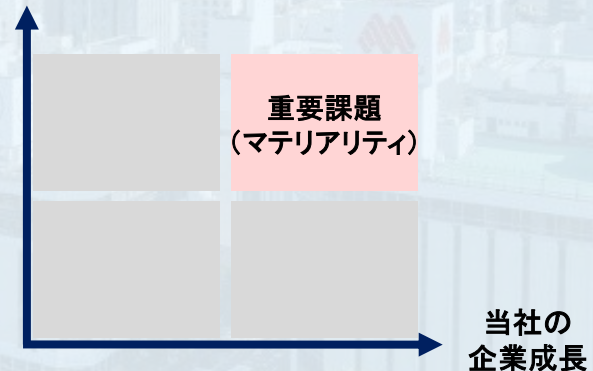 重要課題
（マテリアリティ）
当社の
企業成長